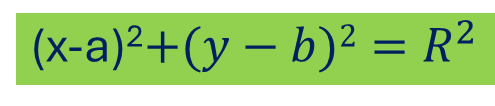 (x-a)²+(y − b)² = R²